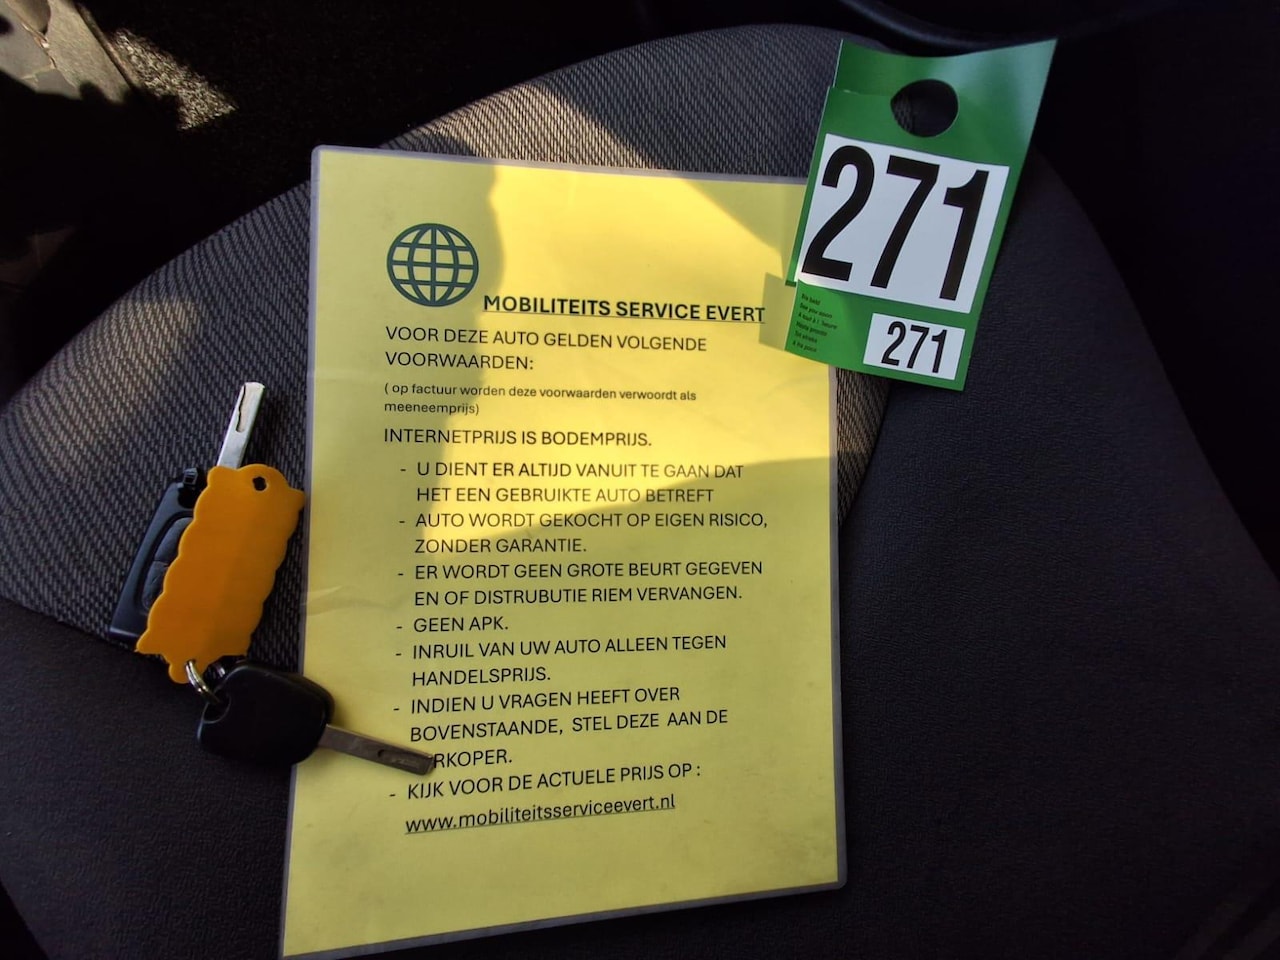 MOBILITEITS SERVICE EVERT
VOOR DEZE AUTO GELDEN VOLGENDE
VOORWAARDEN:
( op factuur worden deze voorwaarden verwoordt als
meeneemprijs)
INTERNETPRIJS IS BODEMPRIJS.
- U DIENT ER ALTIJD VANUIT TE GAAN DAT
HET EEN GEBRUIKTE AUTO BETREFT
- AUTO WORDT GEKOCHT OP EIGEN RISICO,
ZONDER GARANTIE.
- ER WORDT GEEN GROTE BEURT GEGEVEN
EN OF DISTRUBUTIE RIEM VERVANGEN.
- GEEN APK.
- INRUIL VAN UW AUTO ALLEEN TEGEN
HANDELSPRIJS.
- INDIEN U VRAGEN HEEFT OVER
BOVENSTAANDE, STEL DEZE AAN DE
RKOPER.
- KIJK VOOR DE ACTUELE PRIJS OP :
www.mobiliteitsserviceevert.nl
271
271